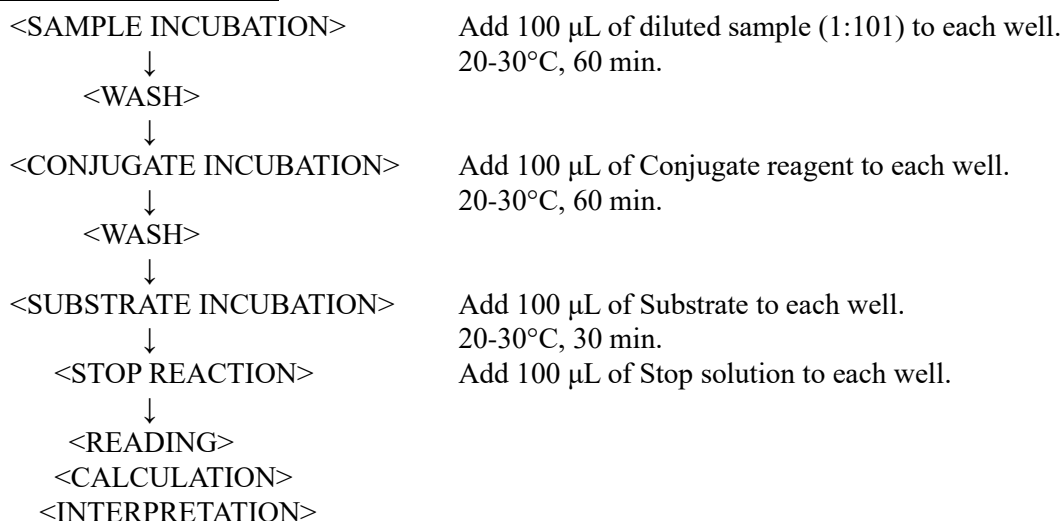 <SAMPLE INCUBATION> Add 100 μL of diluted sample (1:101) to each well.
↓ 20-30°C, 60 min.
<WASH>
↓
<CONJUGATE INCUBATION> Add 100 μL of Conjugate reagent to each well.
↓ 20-30°C, 60 min.
<WASH>
↓
<SUBSTRATE INCUBATION> Add 100 μL of Substrate to each well.
↓ 20-30°C, 30 min.
<STOP REACTION> Add 100 μL of Stop solution to each well.
↓
<READING>
<CALCULATION>
<INTERPRETATION>